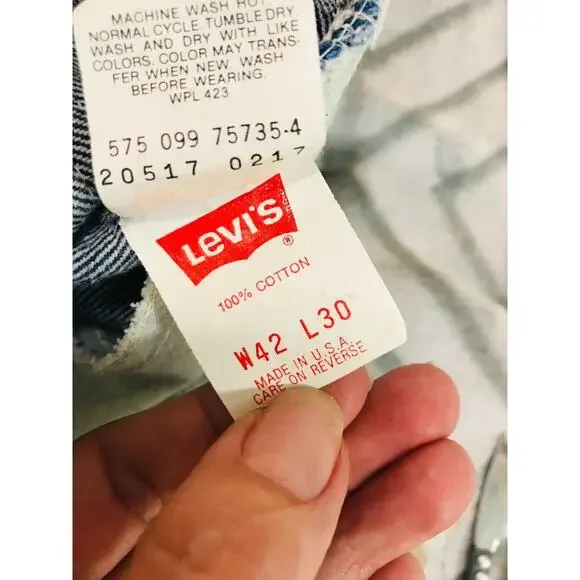 MACHINE WASH HOT,
NORMAL CYCLE TUMBLE DRY
WASH AND DRY WITH LIKE
COLORS. COLOR MAY TRANS-
FER WHEN NEW. WASH
BEFORE WEARING.
WPL 423
575 099 75735-4
20517 0217
Levi's
®
100% COTTON
W42 L30
MADE IN U.S.A.
CARE ON REVERSE